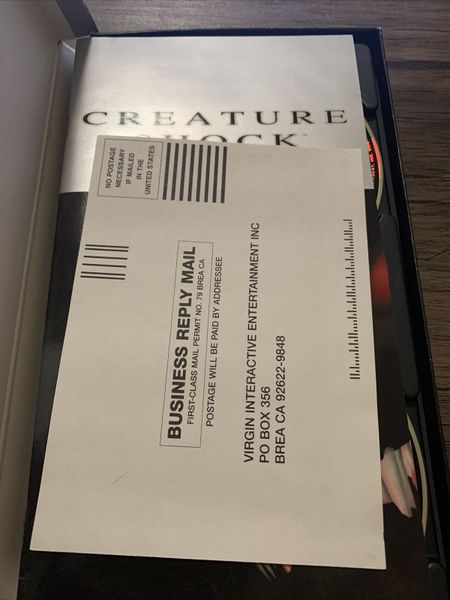 CREATURE
SHOCK™
NO POSTAGE
NECESSARY
IF MAILED
IN THE
UNITED STATES
BUSINESS REPLY MAIL
FIRST-CLASS MAIL PERMIT NO. 79 BREA CA
POSTAGE WILL BE PAID BY ADDRESSEE
VIRGIN INTERACTIVE ENTERTAINMENT INC
PO BOX 356
BREA CA 92622-9848